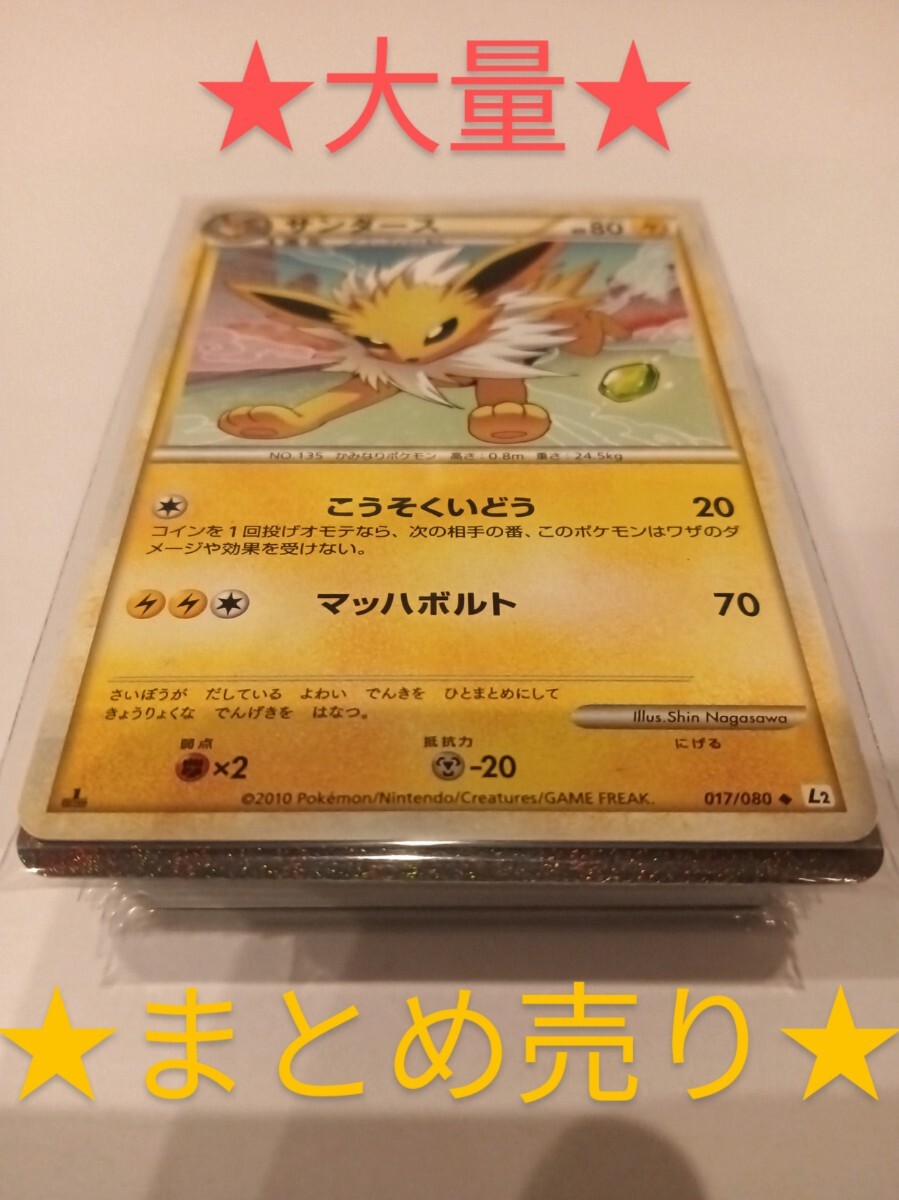 ★大量★
サンダース
HP80
NO.135 かみなりポケモン 高さ:0.8m 重さ:24.5kg
こうそくいどう 20
コインを1回投げオモテなら、次の相手の番、このポケモンはワザのダ
メージや効果を受けない。
マッハボルト 70
さいぼうが だしている よわい でんきを ひとまとめにして
きょうりょくな でんげきを はなつ。
Illus.Shin Nagasawa
弱点 抵抗力 にげる
×2 -20
©2010 Pokémon/Nintendo/Creatures/GAME FREAK.
017/080 ◆ L2
★まとめ売り★